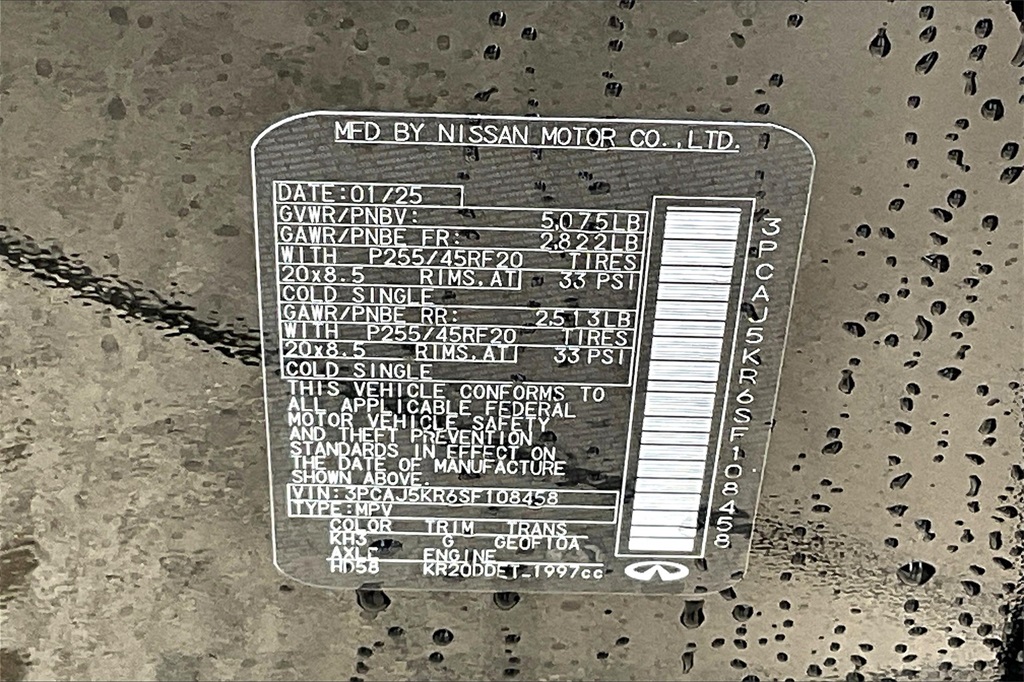 MFD BY NISSAN MOTOR CO.,LTD.
DATE:01/25
GVWR/PNBV: 5,075LB
GAWR/PNBE FR: 2,822LB
WITH P255/45RF20 TIRES
20x8.5 RIMS,AT 33 PSI
COLD SINGLE
GAWR/PNBE RR: 2,513LB
WITH P255/45RF20 TIRES
20x8.5 RIMS,AT 33 PSI
COLD SINGLE
THIS VEHICLE CONFORMS TO
ALL APPLICABLE FEDERAL
MOTOR VEHICLE SAFETY
AND THEFT PREVENTION
STANDARDS IN EFFECT ON
THE DATE OF MANUFACTURE
SHOWN ABOVE.
VIN:3PCAJ5KR6SF108458
TYPE:MPV
COLOR TRIM TRANS
KH3 G GE0F10A
AXLE ENGINE
HD58 KR20DDET-1997cc
3PCAJ5KR6SF108458